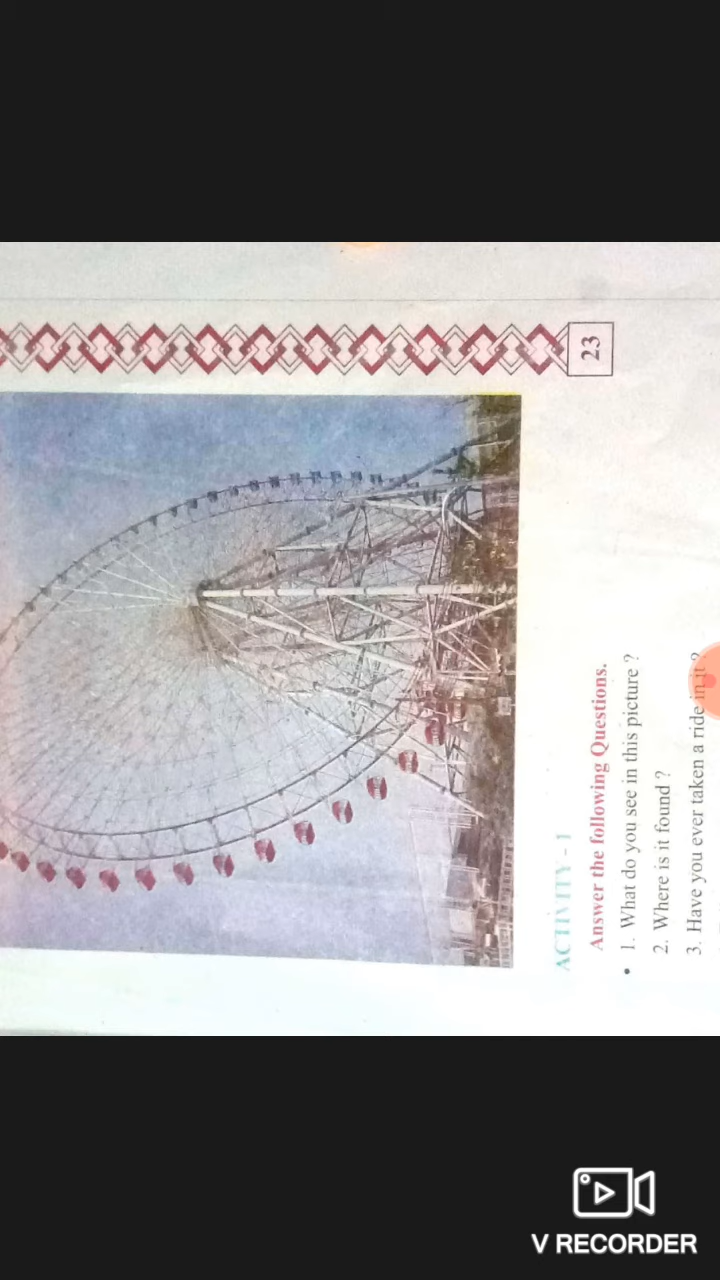 23
ACTIVITY - 1
Answer the following Questions.
• 1. What do you see in this picture ?
2. Where is it found ?
3. Have you ever taken a ride in it ?
V RECORDER